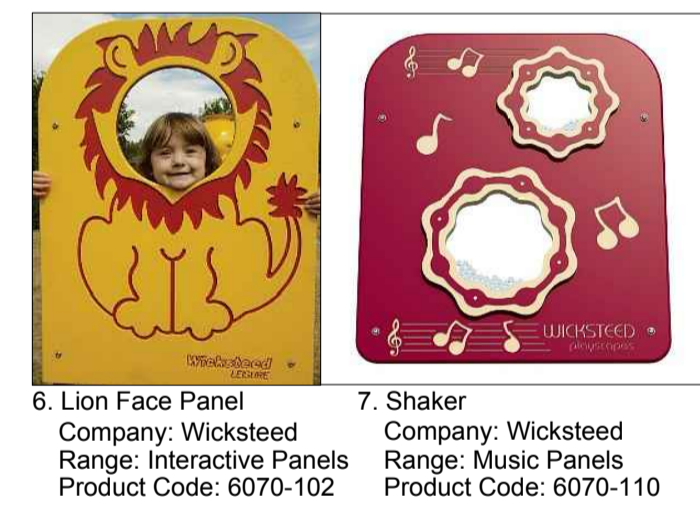 Wicksteed
LEISURE
WICKSTEED
playscapes
6. Lion Face Panel
Company: Wicksteed
Range: Interactive Panels
Product Code: 6070-102
7. Shaker
Company: Wicksteed
Range: Music Panels
Product Code: 6070-110